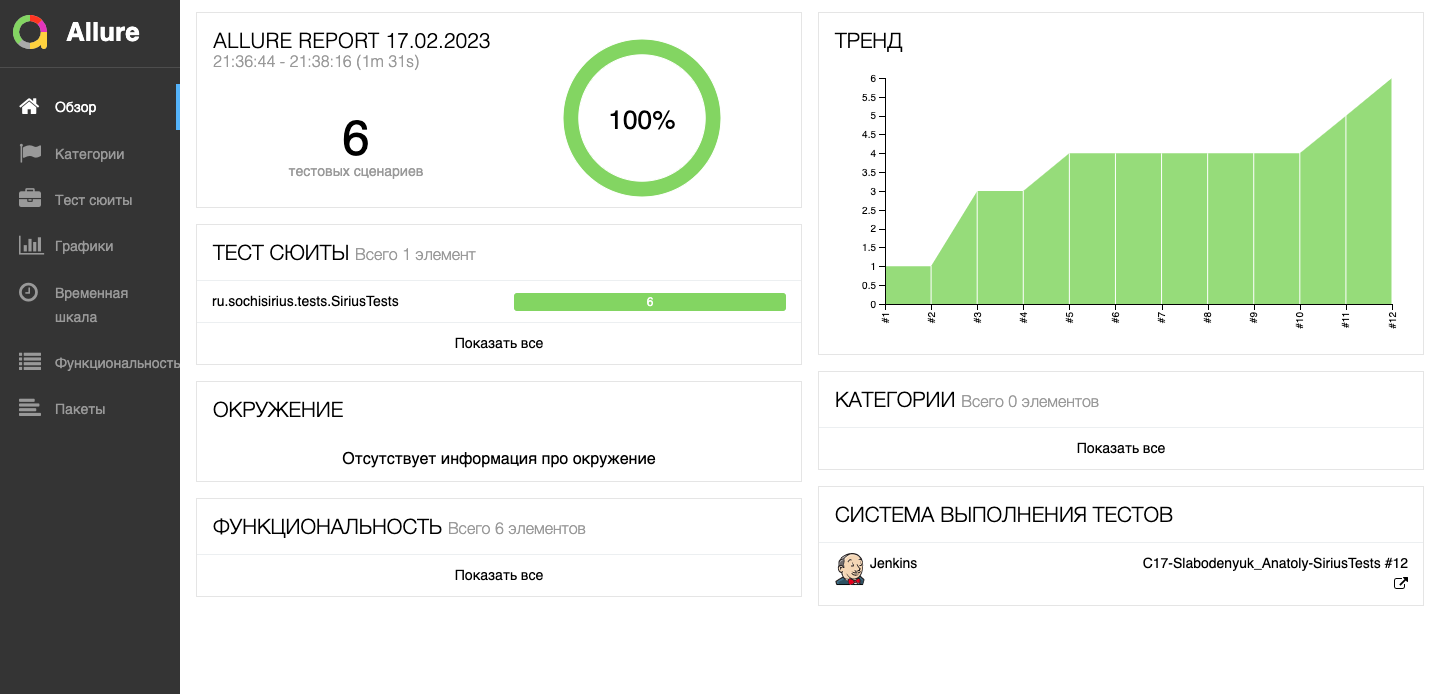 Allure
Обзор
Категории
Тест сюиты
Графики
Временная
шкала
Функциональность
Пакеты
ALLURE REPORT 17.02.2023
21:36:44 - 21:38:16 (1m 31s)
6
тестовых сценариев
100%
ТЕСТ СЮИТЫ Всего 1 элемент
ru.sochisirius.tests.SiriusTests 6
Показать все
ОКРУЖЕНИЕ
Отсутствует информация про окружение
ФУНКЦИОНАЛЬНОСТЬ Всего 6 элементов
Показать все
ТРЕНД
6
5.5
5
4.5
4
3.5
3
2.5
2
1.5
1
0.5
0
#1 #2 #3 #4 #5 #6 #7 #8 #9 #10 #11 #12
КАТЕГОРИИ Всего 0 элементов
Показать все
СИСТЕМА ВЫПОЛНЕНИЯ ТЕСТОВ
Jenkins C17-Slabodenyuk_Anatoly-SiriusTests #12